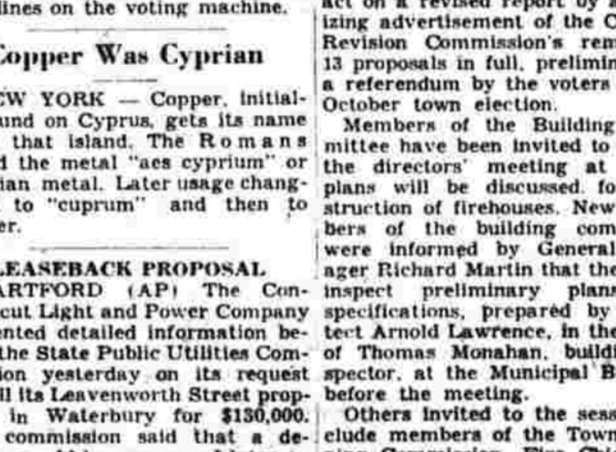 lines on the voting machine.
Copper Was Cyprian
EW YORK — Copper, initial-
und on Cyprus, gets its name
that island. The Romans
d the metal "aes cyprium" or
ian metal. Later usage chang-
to "cuprum" and then to
er.
LEASEBACK PROPOSAL
ARTFORD (AP) The Con-
cut Light and Power Company
ented detailed information be-
the State Public Utilities Com-
ion yesterday on its request
ll its Leavenworth Street prop-
in Waterbury for $130,000.
commission said that a de-
act on a revised report by a
izing advertisement of the C
Revision Commission's
13 proposals in full, prelimin
a referendum by the voters
October town election.
Members of the Building
mittee have been invited to
the directors' meeting at
plans will be discussed for
struction of firehouses. New
bers of the building com
were informed by General
ager Richard Martin that the
inspect preliminary plans
specifications, prepared by
tect Arnold Lawrence, in the
of Thomas Monahan, buildi
spector, at the Municipal B
before the meeting.
Others invited to the sess
clude members of the Town